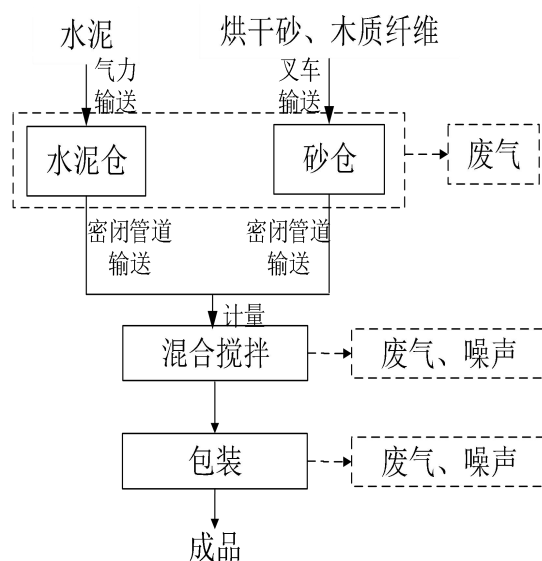 水泥
烘干砂、木质纤维
气力
输送
叉车
输送
水泥仓
砂仓
废气
密闭管道
输送
密闭管道
输送
计量
混合搅拌
废气、噪声
包装
废气、噪声
成品